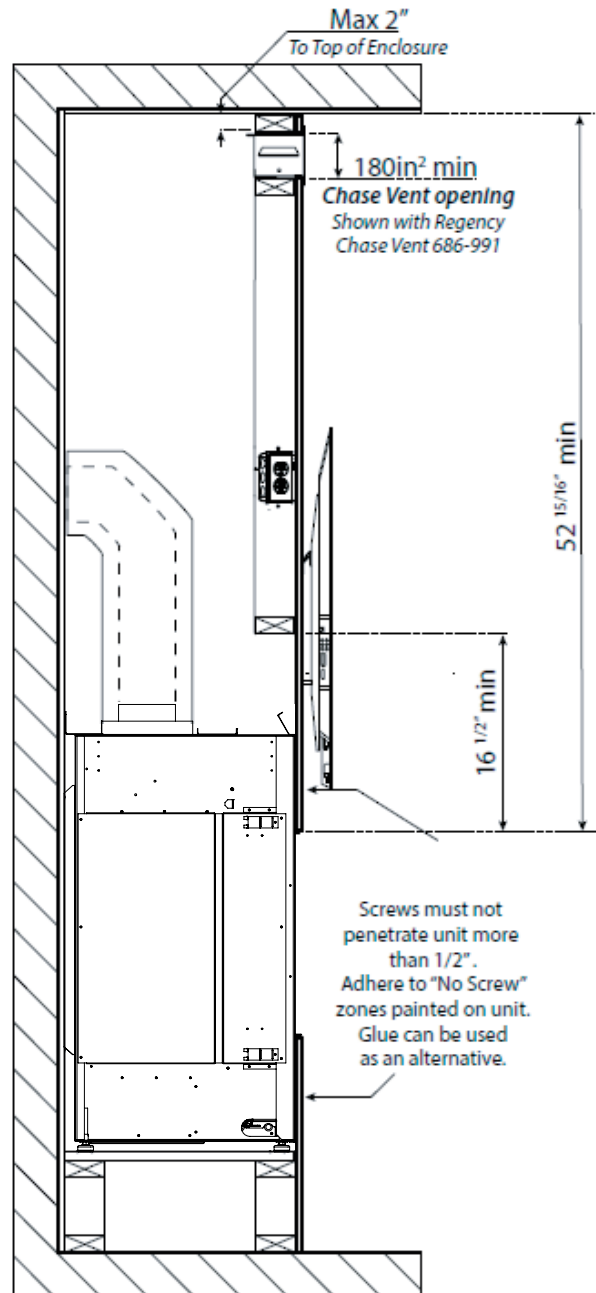 Max 2”
To Top of Enclosure
180in² min
Chase Vent opening
Shown with Regency
Chase Vent 686-991
52 15/16” min
16 1/2” min
Screws must not
penetrate unit more
than 1/2” .
Adhere to “No Screw”
zones painted on unit.
Glue can be used
as an alternative.